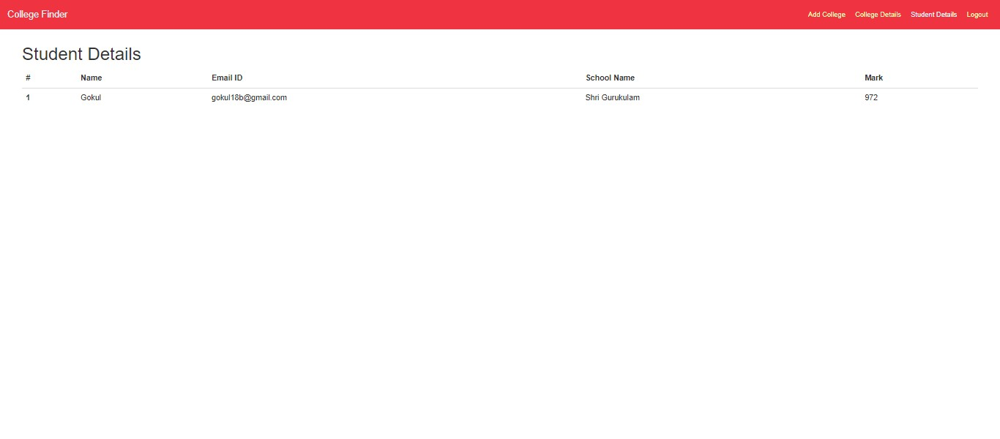 College Finder Add College College Details Student Details Logout
Student Details
# Name Email ID School Name Mark
1 Gokul gokul18b@gmail.com Shri Gurukulam 972